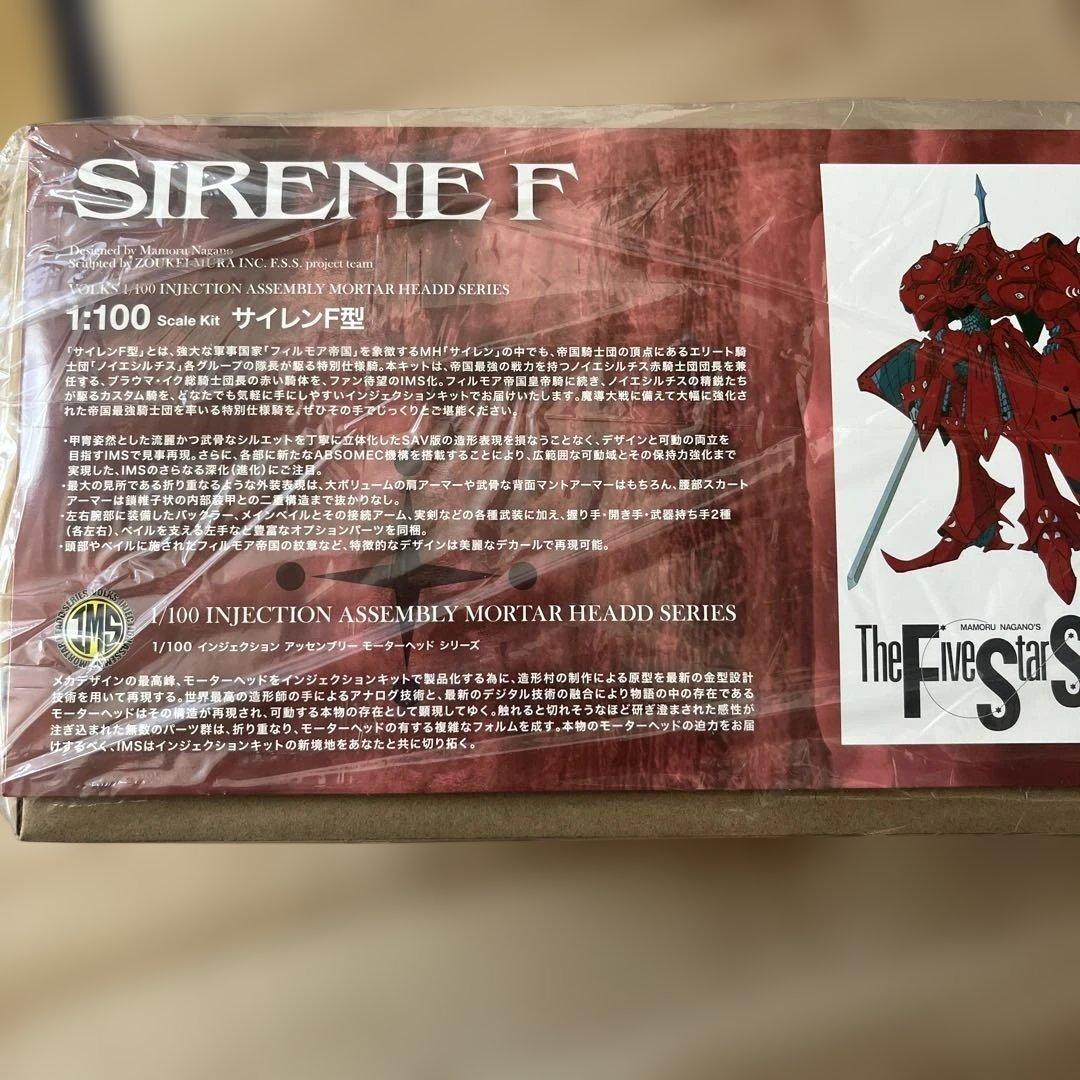 SIRENE F
Designed by Mamoru Nagano
Sculpted by ZOUKEI-MURA INC. F.S.S. project team
VOLKS 1/100 INJECTION ASSEMBLY MORTAR HEADD SERIES
1:100 Scale Kit サイレンF型
「サイレンF型」とは、強大な軍事国家「フィルモア帝国」を象徴するMH「サイレン」の中でも、帝国騎士団の頂点にあるエリート騎
士団「ノイエシルチス」各グループの隊長が駆る特別仕様騎。本キットは、帝国最強の戦力を持つノイエシルチス赤騎士団団長を兼
任する、ブラウマ・イク総騎士団長の赤い騎体を、ファン待望のIMS化。フィルモア帝国皇帝騎に続き、ノイエシルチスの精鋭たち
が駆るカスタム騎を、どなたでも気軽に手にしやすいインジェクションキットでお届けいたします。魔導大戦に備えて大幅に強化さ
れた帝国最強騎士団を率いる特別仕様騎を、ぜひその手でじっくりとご堪能ください。
・甲冑姿然とした流麗かつ武骨なシルエットを丁寧に立体化したSAV版の造形表現を損なうことなく、デザインと可動の両立を
目指すIMSで見事再現。さらに、各部に新たなABSOMEC機構を搭載することにより、広範囲な可動域とその保持力強化まで
実現した、IMSのさらなる深化(進化)にご注目。
・最大の見所である折り重なるような外装表現は、大ボリュームの肩アーマーや武骨な背面マントアーマーはもちろん、腰部スカート
アーマーは鎖帷子状の内部装甲との二重構造まで抜かりなし。
・左右腕部に装備したバックラー、メインベイルとその接続アーム、実剣などの各種武装に加え、握り手・開き手・武器持ち手2種
(各左右)、ベイルを支える左手など豊富なオプションパーツを同梱。
・頭部やベイルに施されたフィルモア帝国の紋章など、特徴的なデザインは美麗なデカールで再現可能。
IMS
1/100 INJECTION ASSEMBLY MORTAR HEADD SERIES
1/100 インジェクション アッセンブリー モーターヘッド シリーズ
メカデザインの最高峰、モーターヘッドをインジェクションキットで製品化する為に、造形村の制作による原型を最新の金型設計
技術を用いて再現する。世界最高の造形師の手によるアナログ技術と、最新のデジタル技術の融合により物語の中の存在である
モーターヘッドはその構造が再現され、可動する本物の存在として顕現してゆく。触れると切れそうなほど研ぎ澄まされた感性が
注ぎ込まれた無数のパーツ群は、折り重なり、モーターヘッドの有する複雑なフォルムを成す。本物のモーターヘッドの迫力をお届
けするべく、IMSはインジェクションキットの新境地をあなたと共に切り拓く。
MAMORU NAGANO'S
The Five Star S